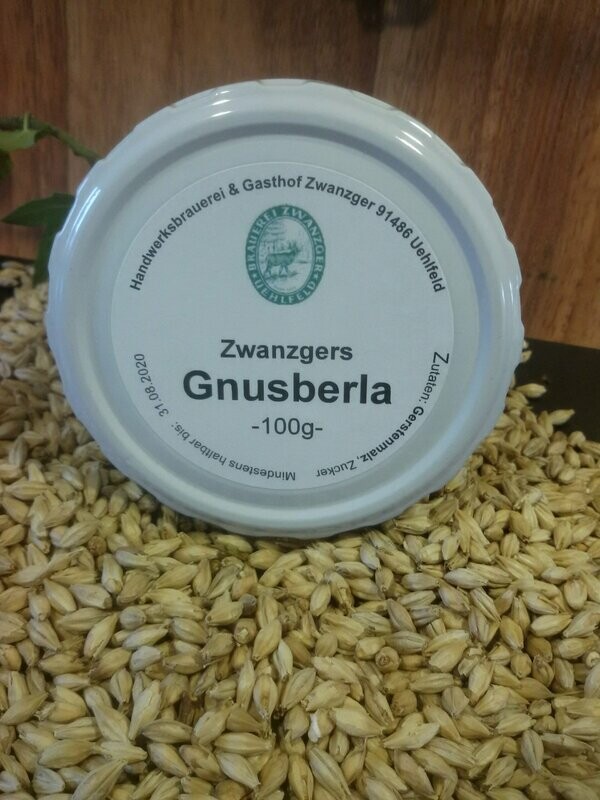 Handwerksbrauerei & Gasthof Zwanzger 91486 Uehlfeld
BRAUEREI ZWANZGER
UEHLFELD
Zwanzgers
Gnusberla
-100g-
Zutaten: Gerstenmalz, Zucker
Mindestens haltbar bis: 31.08.2020